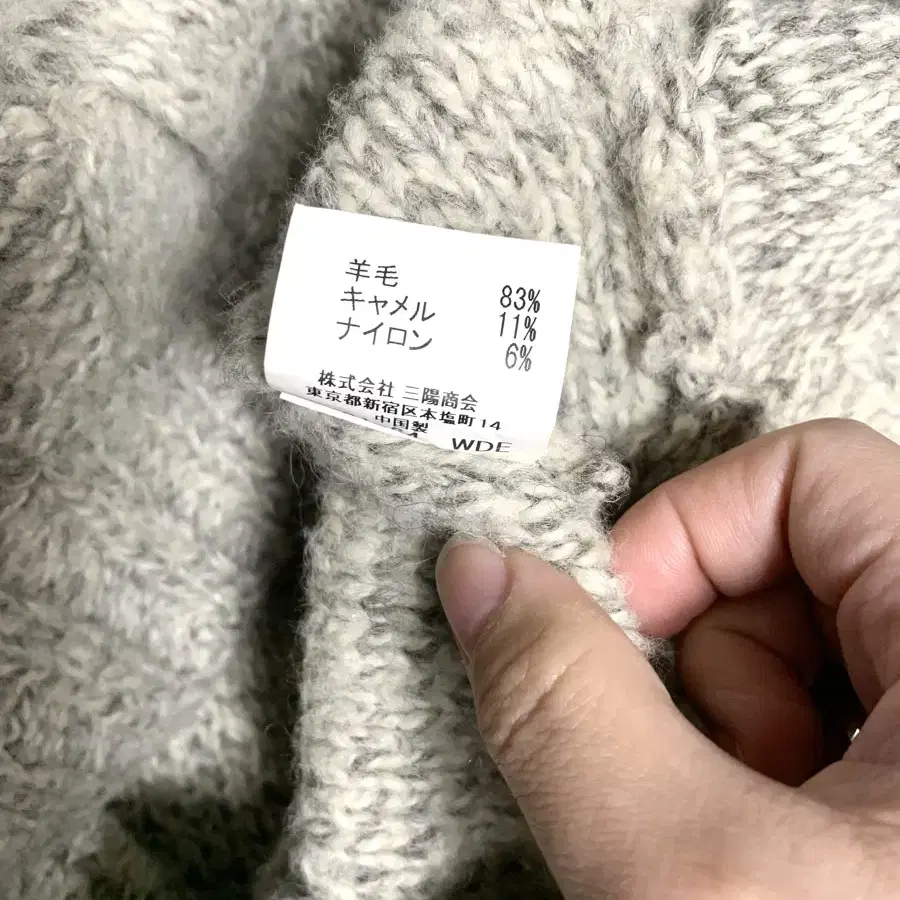 羊毛 83%
キャメル 11%
ナイロン 6%
株式会社 三陽商会
東京都新宿区本塩町14
中国製
WDE